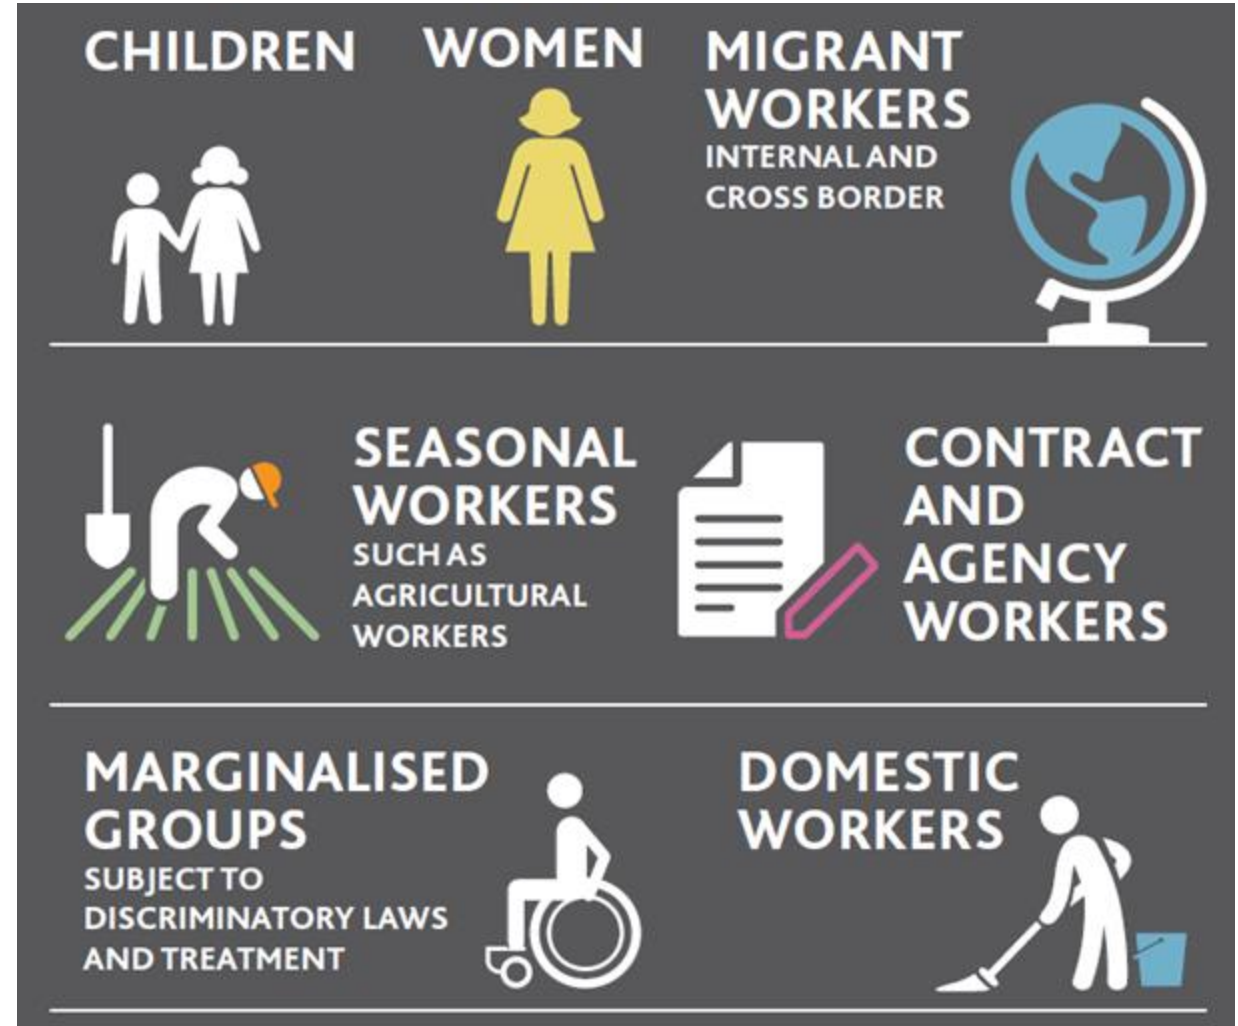 CHILDREN
WOMEN
MIGRANT
WORKERS
INTERNAL AND
CROSS BORDER
SEASONAL
WORKERS
SUCH AS
AGRICULTURAL
WORKERS
CONTRACT
AND
AGENCY
WORKERS
MARGINALISED
GROUPS
SUBJECT TO
DISCRIMINATORY LAWS
AND TREATMENT
DOMESTIC
WORKERS